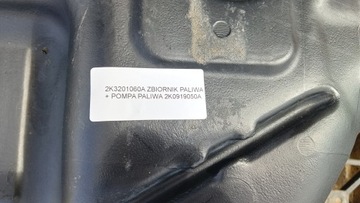 2K3201060A ZBIORNIK PALIWA
+ POMPA PALIWA 2K0919050A